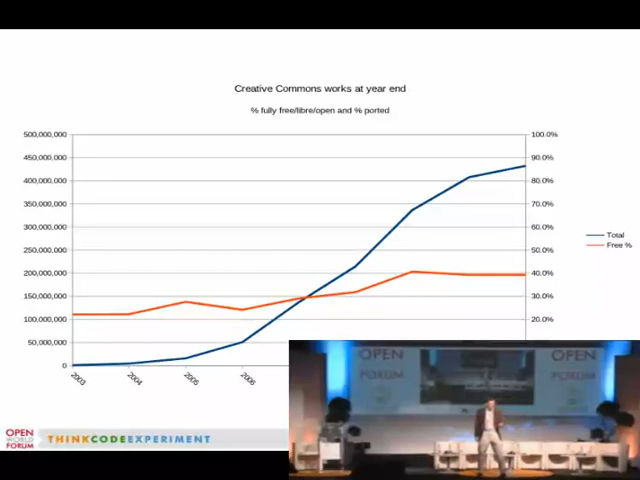 Creative Commons works at year end
% fully free/libre/open and % ported
500,000,000
450,000,000
400,000,000
350,000,000
300,000,000
250,000,000
200,000,000
150,000,000
100,000,000
50,000,000
0
100.0%
90.0%
80.0%
70.0%
60.0%
50.0%
40.0%
30.0%
20.0%
Total
Free %
2003
2004
2005
2006
OPEN
WORLD
FORUM
THINKCODEEXPERIMENT
OPEN
FORUM
OPEN
FORUM